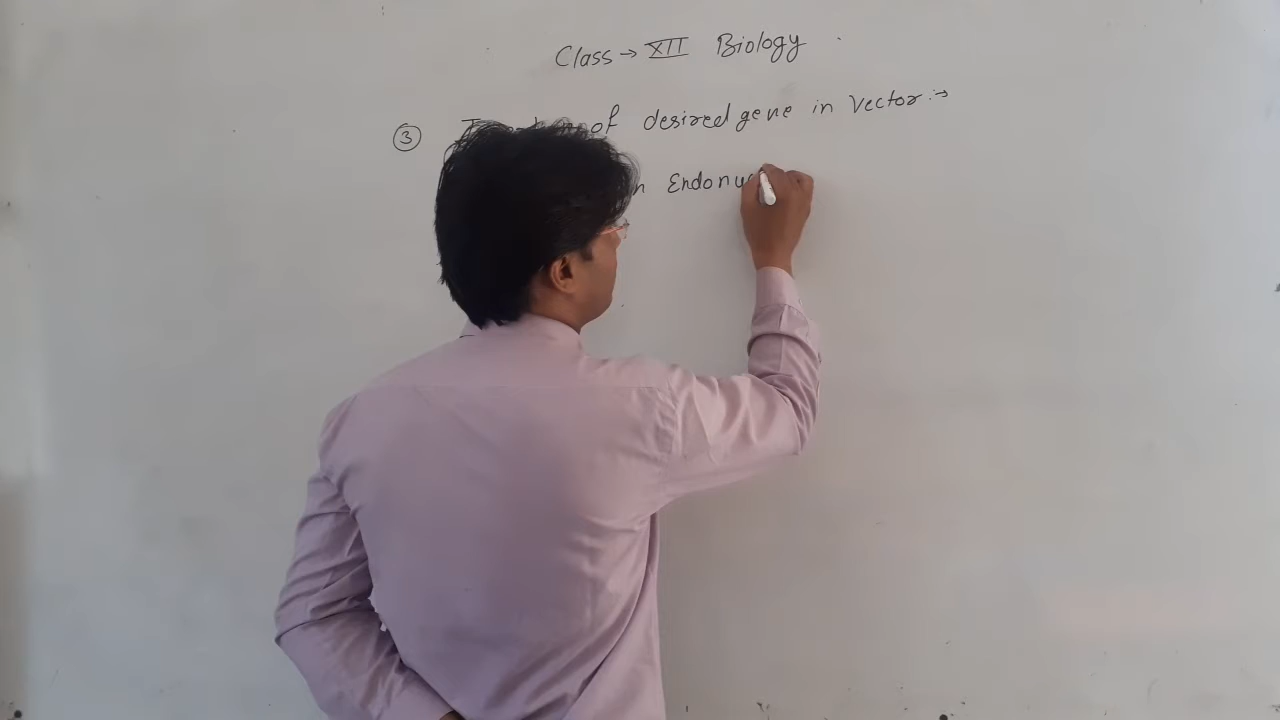 Class → XII Biology
③ of desired gene in Vector :→
Endonu